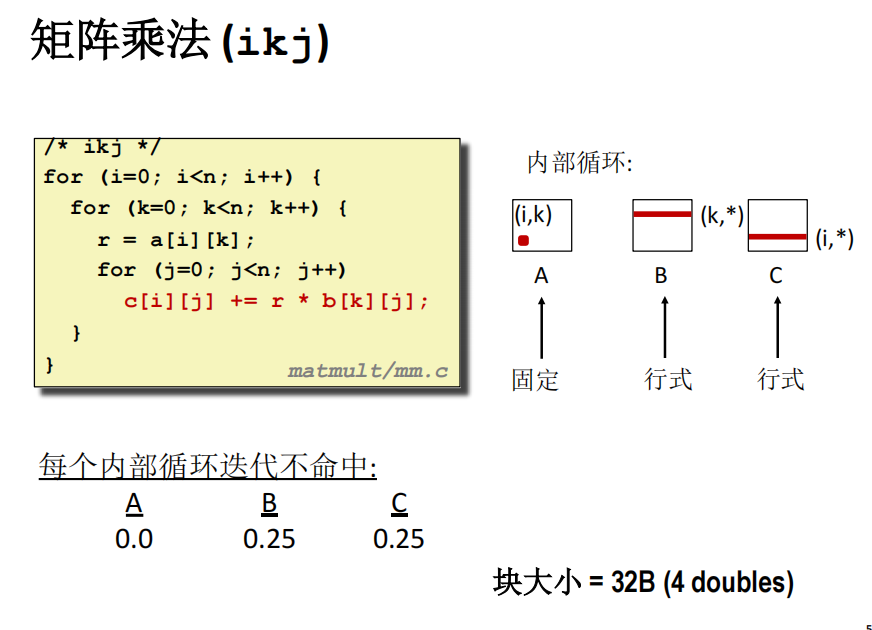 矩阵乘法 (ikj)
/* ikj */
for (i=0; i<n; i++) {
for (k=0; k<n; k++) {
r = a[i][k];
for (j=0; j<n; j++)
c[i][j] += r * b[k][j];
}
}
matmult/mm.c
内部循环:
(i,k)
(k,*)
(i,*)
A B C
固定 行式 行式
每个内部循环迭代不命中:
A B C
0.0 0.25 0.25
块大小 = 32B (4 doubles)